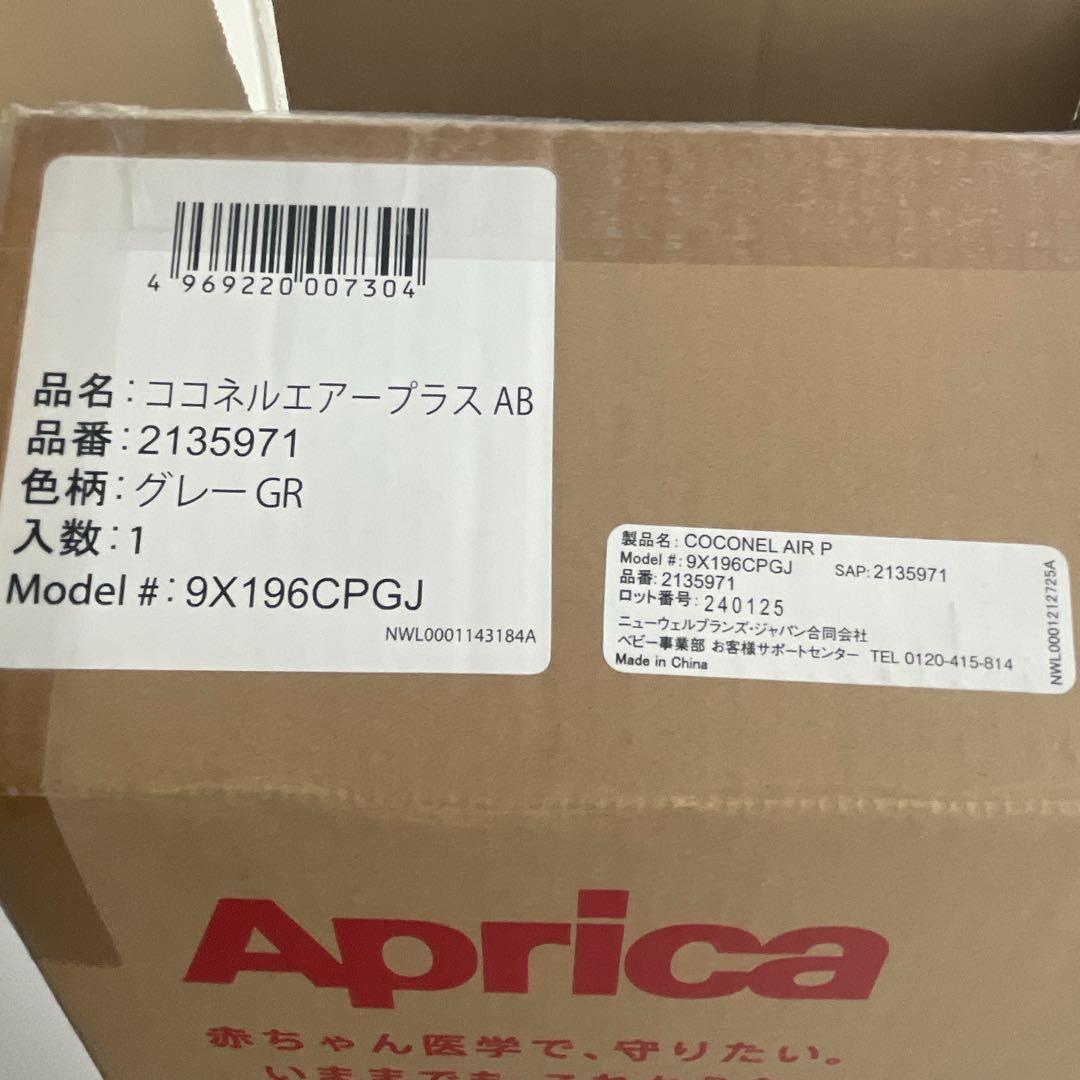 4 969220 007304
品名:ココネルエアープラス AB
品番:2135971
色柄:グレー GR
入数:1
Model #:9X196CPGJ
NWL0001143184A
製品名: COCONEL AIR P
Model #: 9X196CPGJ SAP: 2135971
品番: 2135971
ロット番号: 240125
ニューウェルブランズ・ジャパン合同会社
ベビー事業部 お客様サポートセンター TEL 0120-415-814
Made in China
NWL0001212725A
Aprica
赤ちゃん医学で、守りたい。